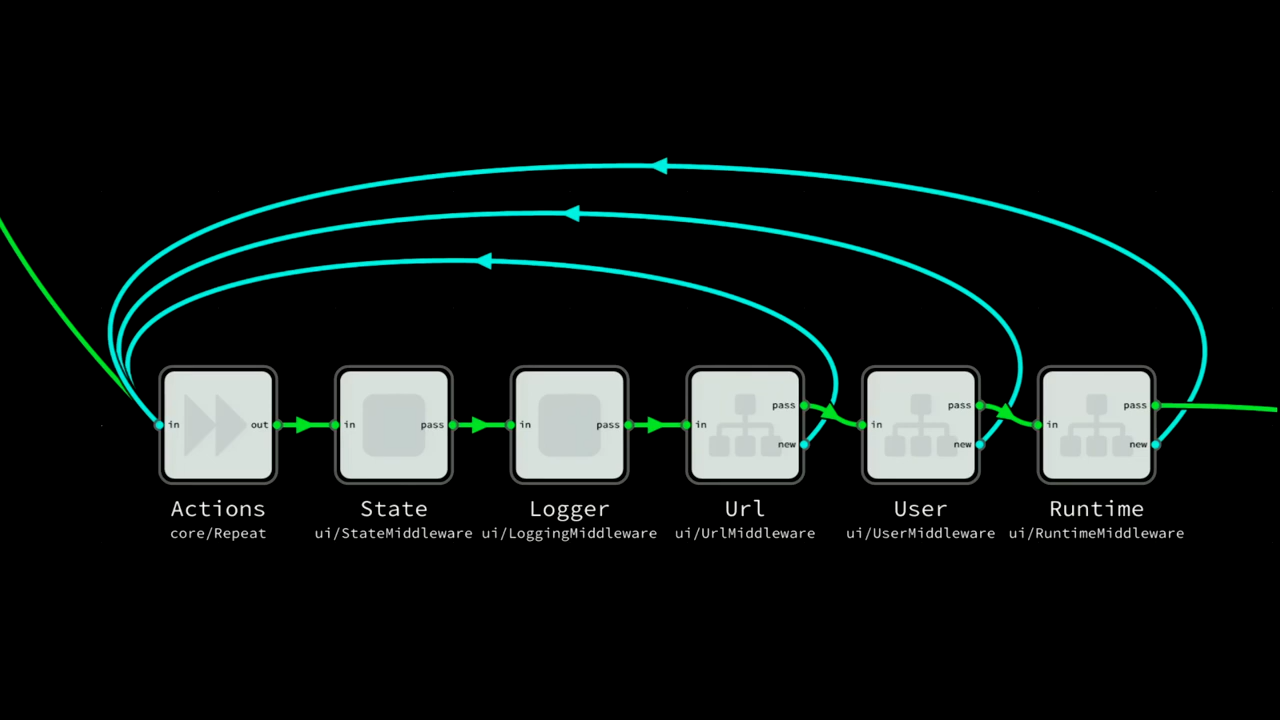 in out
in pass
in pass
in pass new
in pass new
in pass new
Actions
core/Repeat
State
ui/StateMiddleware
Logger
ui/LoggingMiddleware
Url
ui/UrlMiddleware
User
ui/UserMiddleware
Runtime
ui/RuntimeMiddleware